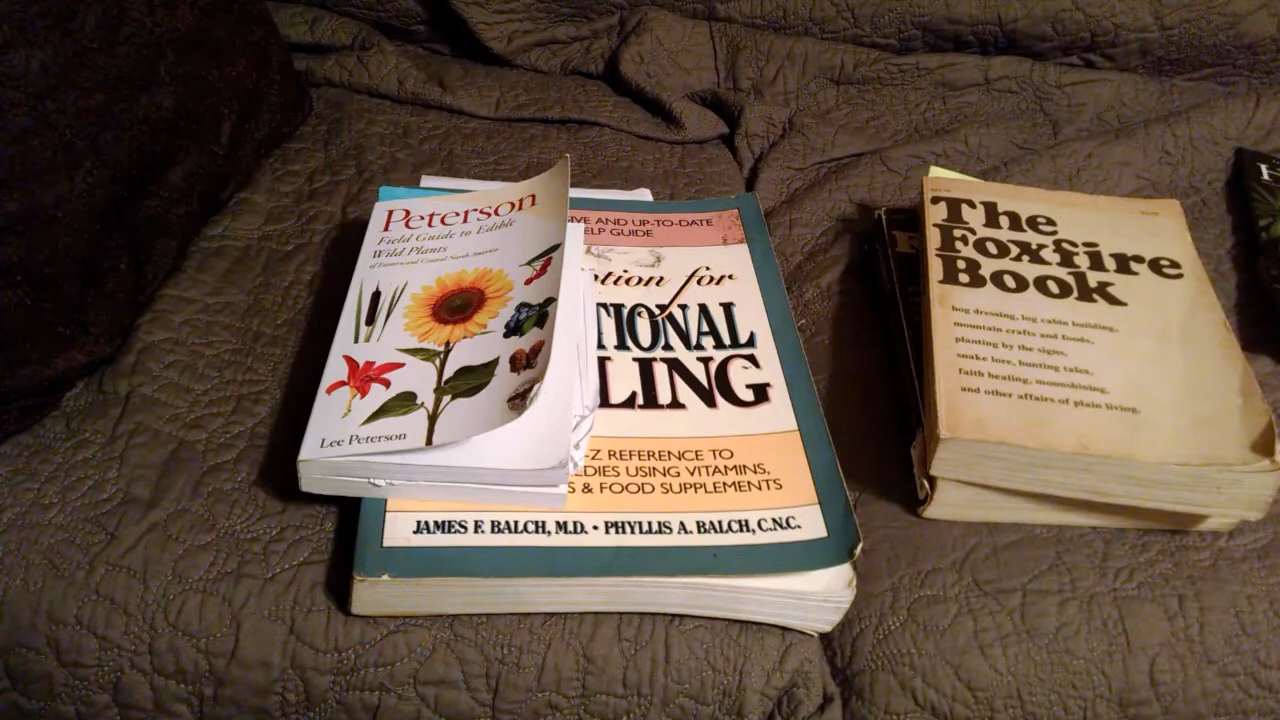 Peterson
Field Guide to Edible
Wild Plants
of Eastern and Central North America
Lee Peterson
SIVE AND UP-TO-DATE
ELP GUIDE
tion for
TIONAL
LING
-Z REFERENCE TO
EDIES USING VITAMINS,
S & FOOD SUPPLEMENTS
JAMES F. BALCH, M.D. • PHYLLIS A. BALCH, C.N.C.
The
Foxfire
Book
hog dressing, log cabin building,
mountain crafts and foods,
planting by the signs,
snake lore, hunting tales,
faith healing, moonshining,
and other affairs of plain living.